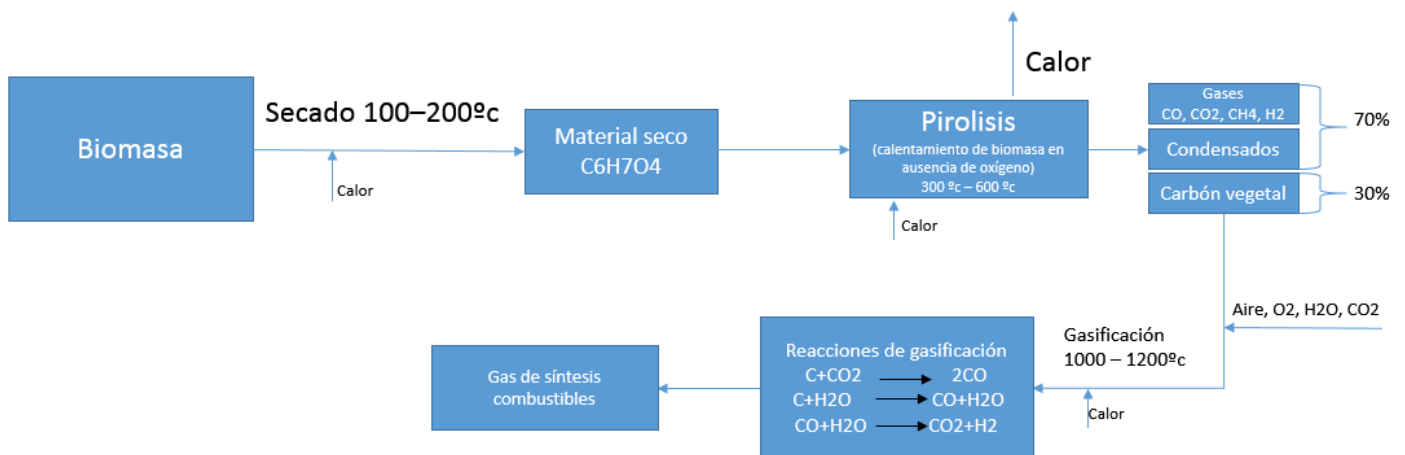 Biomasa
Secado 100–200ºc
Calor
Material seco
C6H7O4
Calor
Pirolisis
(calentamiento de biomasa en
ausencia de oxígeno)
300 ºc – 600 ºc
Calor
Gases
CO, CO2, CH4, H2
Condensados
70%
Carbón vegetal
30%
Aire, O2, H2O, CO2
Gasificación
1000 – 1200ºc
Calor
Reacciones de gasificación
C+CO2 2CO
C+H2O CO+H2O
CO+H2O CO2+H2
Gas de síntesis
combustibles